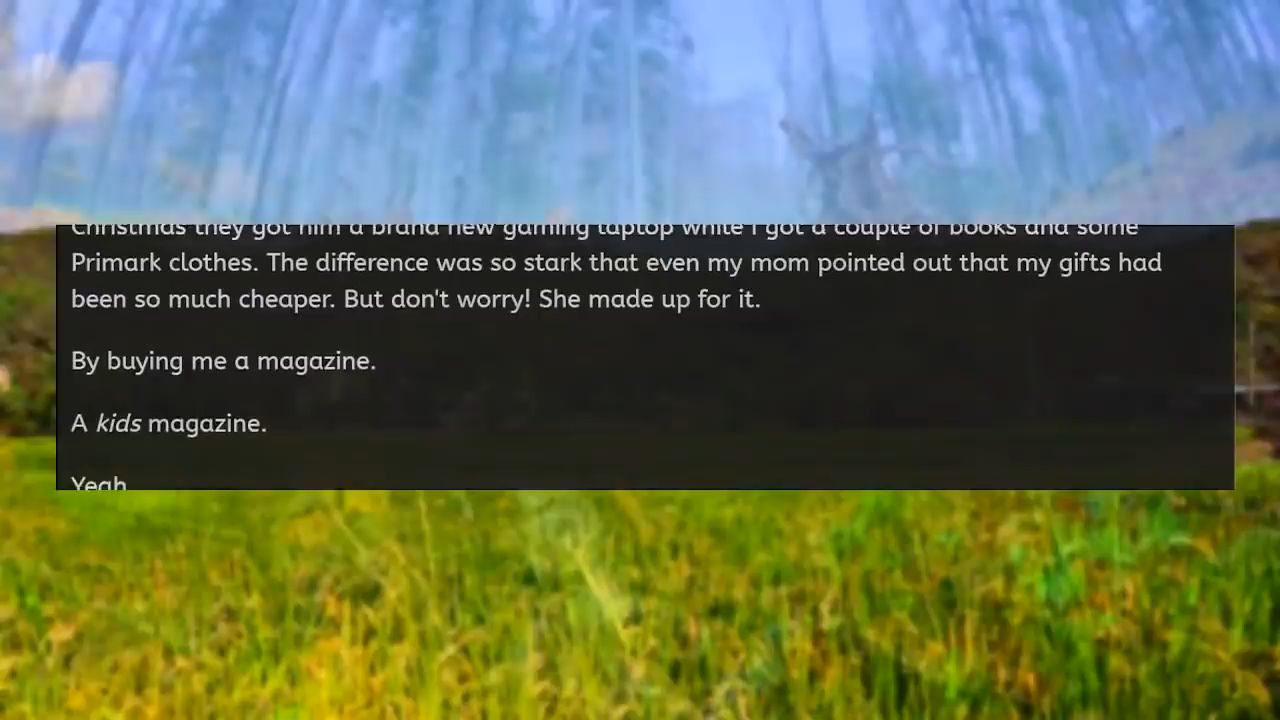 Christmas they got him a brand new gaming laptop while I got a couple of books and some
Primark clothes. The difference was so stark that even my mom pointed out that my gifts had
been so much cheaper. But don't worry! She made up for it.
By buying me a magazine.
A kids magazine.
Yeah